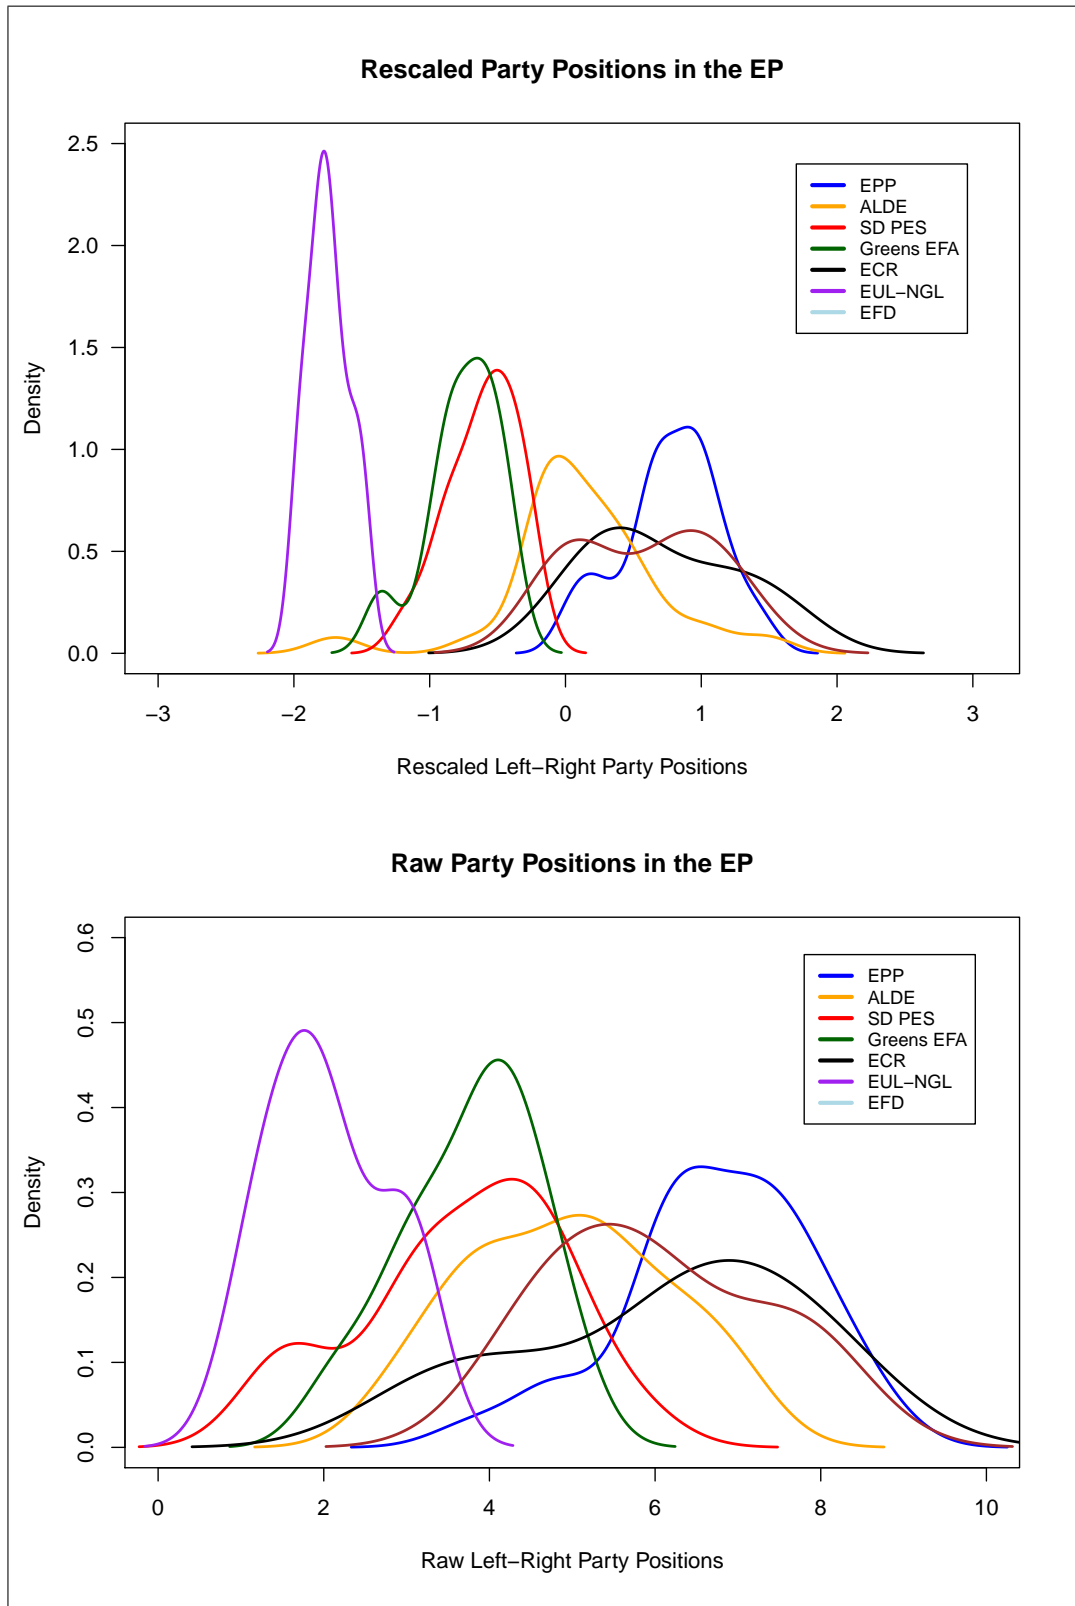 Rescaled Party Positions in the EP
2.5
2.0
1.5
1.0
0.5
0.0
Density
EPP
ALDE
SD PES
Greens EFA
ECR
EUL−NGL
EFD
−3 −2 −1 0 1 2 3
Rescaled Left−Right Party Positions
Raw Party Positions in the EP
0.6
0.5
0.4
0.3
0.2
0.1
0.0
Density
EPP
ALDE
SD PES
Greens EFA
ECR
EUL−NGL
EFD
0 2 4 6 8 10
Raw Left−Right Party Positions